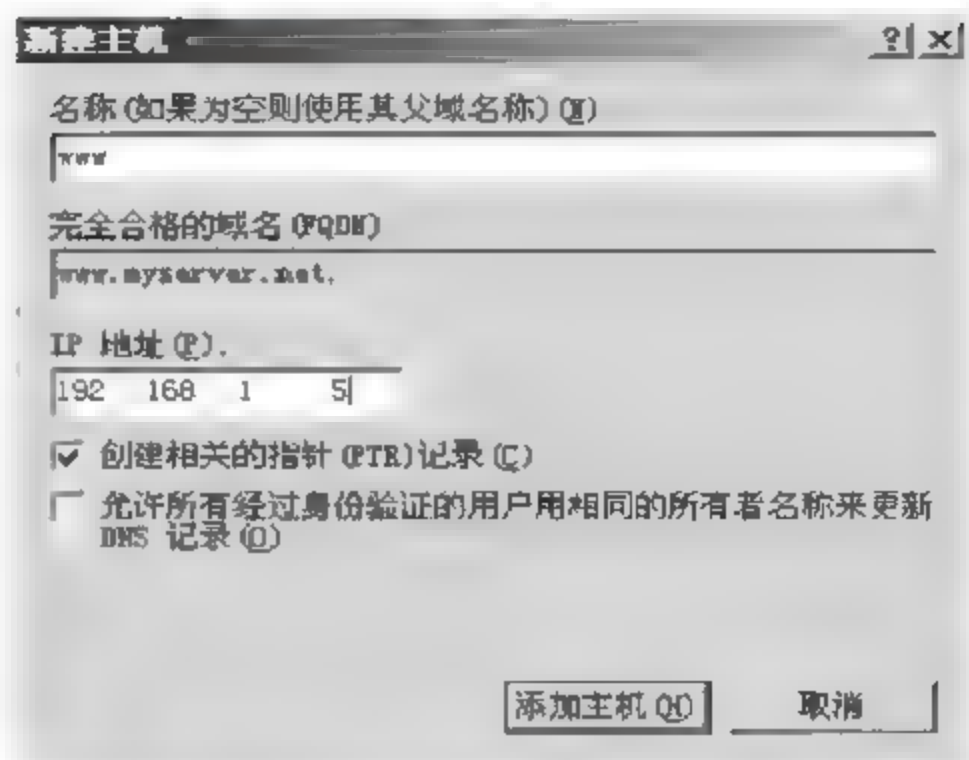 新建主机
名称(如果为空则使用其父域名称)(N)
www
完全合格的域名(FQDN)
www.myserver.net.
IP 地址(P).
192 168 1 5
创建相关的指针(PTR)记录(C)
允许所有经过身份验证的用户用相同的所有者名称来更新
DNS 记录(O)
添加主机(H) 取消